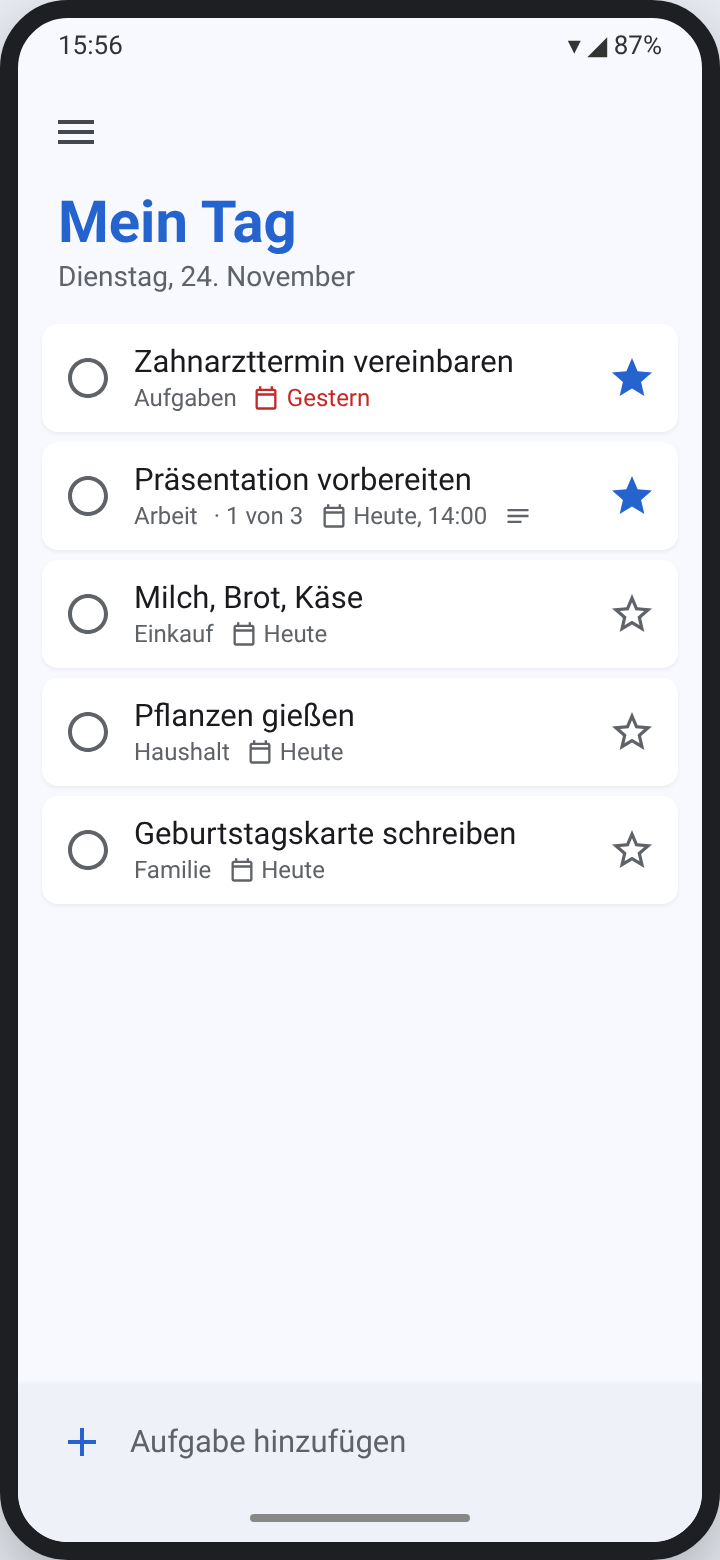 15:56 87%
Mein Tag
Dienstag, 24. November
Zahnarzttermin vereinbaren
Aufgaben Gestern
Präsentation vorbereiten
Arbeit · 1 von 3 Heute, 14:00
Milch, Brot, Käse
Einkauf Heute
Pflanzen gießen
Haushalt Heute
Geburtstagskarte schreiben
Familie Heute
Aufgabe hinzufügen